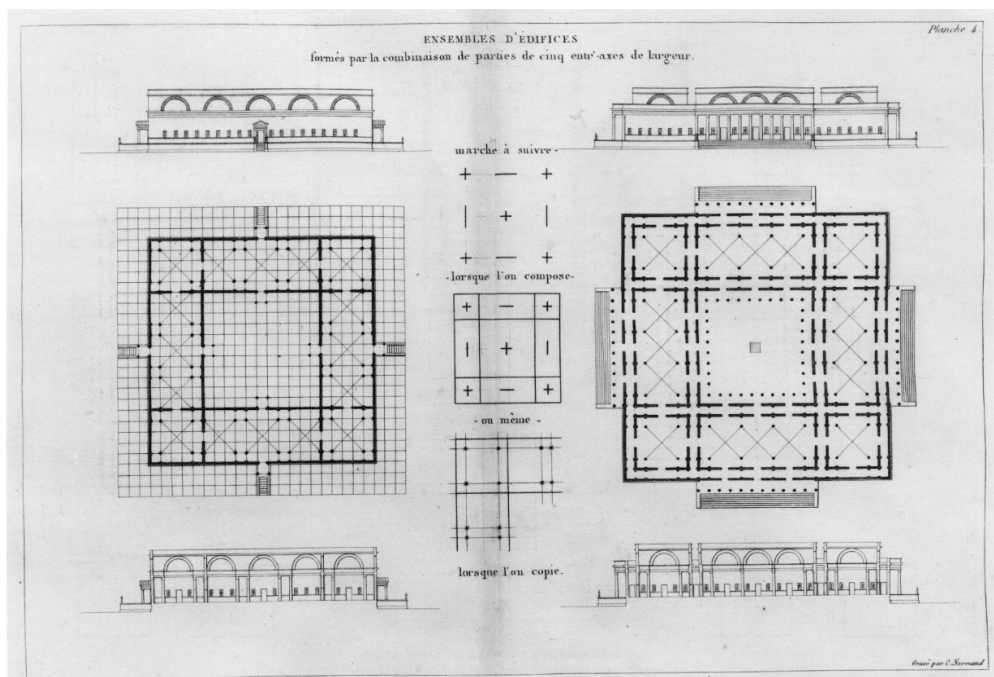 Planche 4
ENSEMBLES D'ÉDIFICES
formés par la combinaison de parties de cinq entr'-axes de largeur.
marche à suivre -
- lorsque l'on compose -
- ou même -
lorsque l'on copie.
Gravé par C. Normand